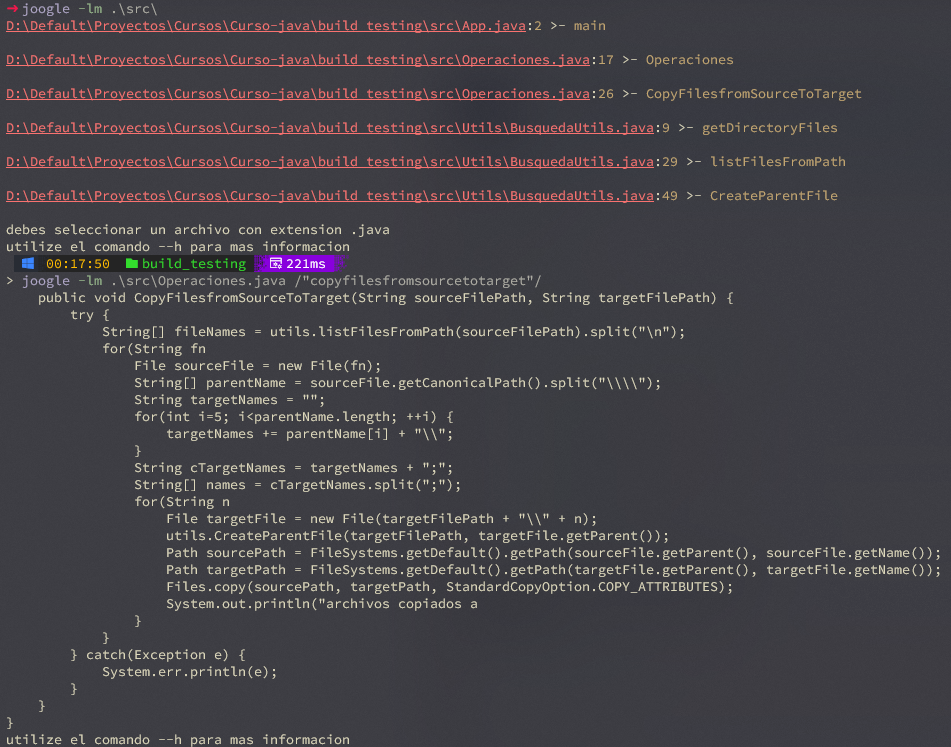 →joogle -lm .\src\
D:\Default\Proyectos\Cursos\Curso-java\build_testing\src\App.java:2 >- main
D:\Default\Proyectos\Cursos\Curso-java\build_testing\src\Operaciones.java:17 >- Operaciones
D:\Default\Proyectos\Cursos\Curso-java\build_testing\src\Operaciones.java:26 >- CopyFilesfromSourceToTarget
D:\Default\Proyectos\Cursos\Curso-java\build_testing\src\Utils\BusquedaUtils.java:9 >- getDirectoryFiles
D:\Default\Proyectos\Cursos\Curso-java\build_testing\src\Utils\BusquedaUtils.java:29 >- listFilesFromPath
D:\Default\Proyectos\Cursos\Curso-java\build_testing\src\Utils\BusquedaUtils.java:49 >- CreateParentFile
debes seleccionar un archivo con extension .java
utilize el comando --h para mas informacion
00:17:50 build_testing 221ms
> joogle -lm .\src\Operaciones.java /"copyfilesfromsourcetotarget"/
    public void CopyFilesfromSourceToTarget(String sourceFilePath, String targetFilePath) {
        try {
            String[] fileNames = utils.listFilesFromPath(sourceFilePath).split("\n");
            for(String fn
                File sourceFile = new File(fn);
                String[] parentName = sourceFile.getCanonicalPath().split("\\\\");
                String targetNames = "";
                for(int i=5; i<parentName.length; ++i) {
                    targetNames += parentName[i] + "\\";
                }
                String cTargetNames = targetNames + ";";
                String[] names = cTargetNames.split(";");
                for(String n
                    File targetFile = new File(targetFilePath + "\\" + n);
                    utils.CreateParentFile(targetFilePath, targetFile.getParent());
                    Path sourcePath = FileSystems.getDefault().getPath(sourceFile.getParent(), sourceFile.getName());
                    Path targetPath = FileSystems.getDefault().getPath(targetFile.getParent(), targetFile.getName());
                    Files.copy(sourcePath, targetPath, StandardCopyOption.COPY_ATTRIBUTES);
                    System.out.println("archivos copiados a
                }
            }
        } catch(Exception e) {
            System.err.println(e);
        }
    }
}
utilize el comando --h para mas informacion